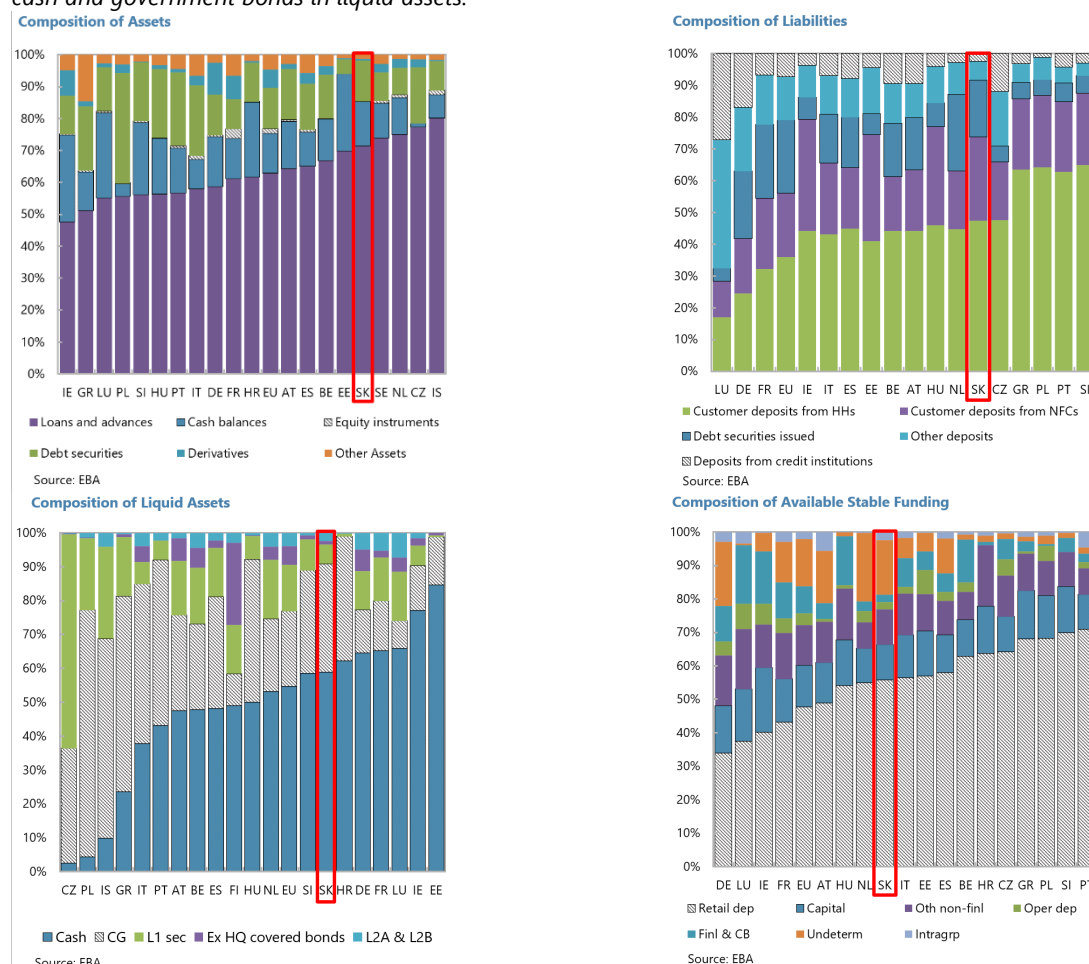 cash and government bonds in liquid assets.
Composition of Assets
100%
90%
80%
70%
60%
50%
40%
30%
20%
10%
0%
IE GR LU PL SI HU PT IT DE FR HR EU AT ES BE EE SK SE NL CZ IS
Loans and advances Cash balances Equity instruments
Debt securities Derivatives Other Assets
Source: EBA
Composition of Liabilities
100%
90%
80%
70%
60%
50%
40%
30%
20%
10%
0%
LU DE FR EU IE IT ES EE BE AT HU NL SK CZ GR PL PT SI
Customer deposits from HHs Customer deposits from NFCs
Debt securities issued Other deposits
Deposits from credit institutions
Source: EBA
Composition of Liquid Assets
100%
90%
80%
70%
60%
50%
40%
30%
20%
10%
0%
CZ PL IS GR IT PT AT BE ES FI HU NL EU SI SK HR DE FR LU IE EE
Cash CG L1 sec Ex HQ covered bonds L2A & L2B
Source: EBA
Composition of Available Stable Funding
100%
90%
80%
70%
60%
50%
40%
30%
20%
10%
0%
DE LU IE FR EU AT HU NL SK IT EE ES BE HR CZ GR PL SI PT
Retail dep Capital Oth non-finl Oper dep
Finl & CB Undeterm Intragrp
Source: EBA